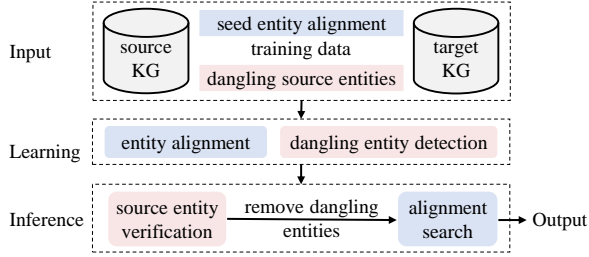 Input
source
KG
seed entity alignment
training data
dangling source entities
target
KG
Learning
entity alignment
dangling entity detection
Inference
source entity
verification
remove dangling
entities
alignment
search
Output